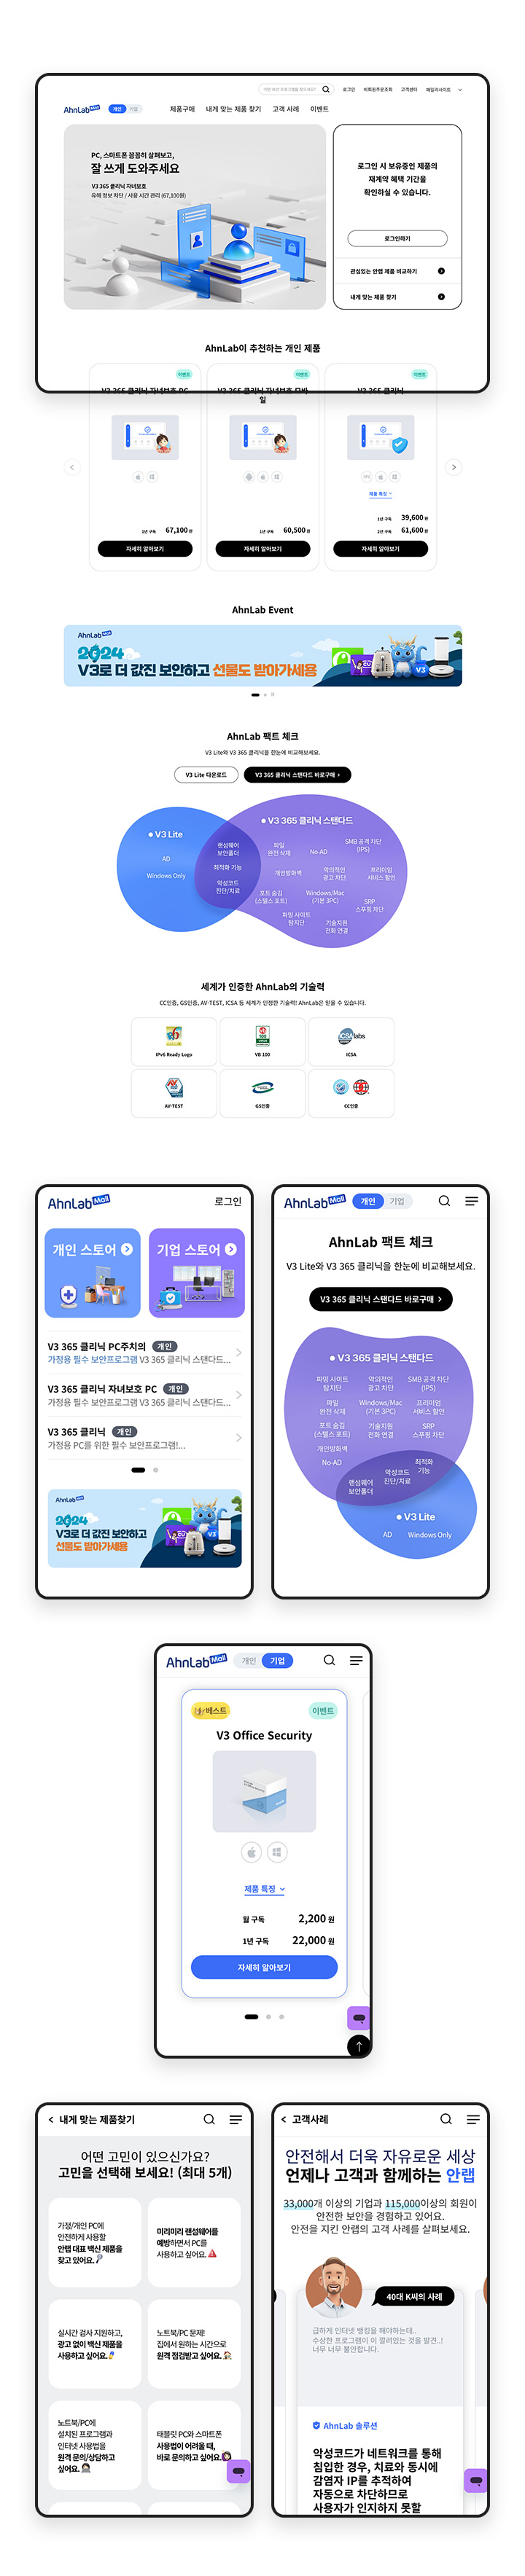 어떤 보안 프로그램을 찾으세요?
로그인
비회원주문조회
고객센터
패밀리사이트
AhnLab Mall
개인
기업
제품구매
내게 맞는 제품 찾기
고객 사례
이벤트
PC, 스마트폰 꼼꼼히 살펴보고,
잘 쓰게 도와주세요
V3 365 클리닉 자녀보호
유해 정보 차단 / 사용 시간 관리 (67,100원)
로그인 시 보유중인 제품의
재계약 혜택 기간을
확인하실 수 있습니다.
로그인하기
관심있는 안랩 제품 비교하기
내게 맞는 제품 찾기
AhnLab이 추천하는 개인 제품
이벤트
V3 365 클리닉 자녀보호 PC
1년 구독 67,100 원
자세히 알아보기
이벤트
V3 365 클리닉 자녀보호 모바
일
1년 구독 60,500 원
자세히 알아보기
이벤트
V3 365 클리닉
제품 특징
1년 구독 39,600 원
2년 구독 61,600 원
자세히 알아보기
AhnLab Event
AhnLab Mall
2024
V3로 더 값진 보안하고 선물도 받아가세용
V3
AhnLab 팩트 체크
V3 Lite와 V3 365 클리닉을 한눈에 비교해보세요.
V3 Lite 다운로드
V3 365 클리닉 스탠다드 바로구매
V3 Lite
AD
Windows Only
랜섬웨어
보안폴더
최적화 기능
악성코드
진단/치료
V3 365 클리닉 스탠다드
파일
완전 삭제
No-AD
SMB 공격 차단
(IPS)
개인방화벽
악의적인
광고 차단
프리미엄
서비스 할인
포트 숨김
(스텔스 포트)
Windows/Mac
(기본 3PC)
SRP
스푸핑 차단
파밍 사이트
탐지단
기술지원
전화 연결
세계가 인증한 AhnLab의 기술력
CC인증, GS인증, AV-TEST, ICSA 등 세계가 인정한 기술력! AhnLab은 믿을 수 있습니다.
IPv6 Ready Logo
VB 100
ICSA labs
ICSA
AV-TEST
GS인증
CC인증
AhnLab Mall
로그인
개인 스토어
기업 스토어
V3 365 클리닉 PC주치의 개인
가정용 필수 보안프로그램 V3 365 클리닉 스탠다드...
V3 365 클리닉 자녀보호 PC 개인
가정용 필수 보안프로그램 V3 365 클리닉 스탠다드...
V3 365 클리닉 개인
가정용 PC를 위한 필수 보안프로그램!...
AhnLab Mall
2024
V3로 더 값진 보안하고
선물도 받아가세용
V3
AhnLab Mall
개인
기업
AhnLab 팩트 체크
V3 Lite와 V3 365 클리닉을 한눈에 비교해보세요.
V3 365 클리닉 스탠다드 바로구매
V3 365 클리닉 스탠다드
파밍 사이트
탐지단
악의적인
광고 차단
SMB 공격 차단
(IPS)
파일
완전 삭제
Windows/Mac
(기본 3PC)
프리미엄
서비스 할인
포트 숨김
(스텔스 포트)
기술지원
전화 연결
SRP
스푸핑 차단
개인방화벽
No-AD
랜섬웨어
보안폴더
악성코드
진단/치료
최적화
기능
V3 Lite
AD
Windows Only
AhnLab Mall
개인
기업
베스트
이벤트
V3 Office Security
제품 특징
월 구독 2,200 원
1년 구독 22,000 원
자세히 알아보기
내게 맞는 제품찾기
어떤 고민이 있으신가요?
고민을 선택해 보세요! (최대 5개)
가정/개인 PC에
안전하게 사용할
안랩 대표 백신 제품을
찾고 있어요.
미리미리 랜섬웨어를
예방하면서 PC를
사용하고 싶어요.
실시간 검사 지원하고,
광고 없이 백신 제품을
사용하고 싶어요.
노트북/PC 문제!
집에서 원하는 시간으로
원격 점검받고 싶어요.
노트북/PC에
설치된 프로그램과
인터넷 사용법을
원격 문의/상담하고
싶어요.
태블릿 PC와 스마트폰
사용법이 어려울 때,
바로 문의하고 싶어요.
고객사례
안전해서 더욱 자유로운 세상
언제나 고객과 함께하는 안랩
33,000개 이상의 기업과 115,000이상의 회원이
안전한 보안을 경험하고 있어요.
안전을 지킨 안랩의 고객 사례를 살펴보세요.
40대 K씨의 사례
급하게 인터넷 뱅킹을 해야하는데..
수상한 프로그램이 이 깔려있는 것을 발견..!
너무 너무 불안합니다.
AhnLab 솔루션
악성코드가 네트워크를 통해
침입한 경우, 치료와 동시에
감염자 IP를 추적하여
자동으로 차단하므로
사용자가 인지하지 못할